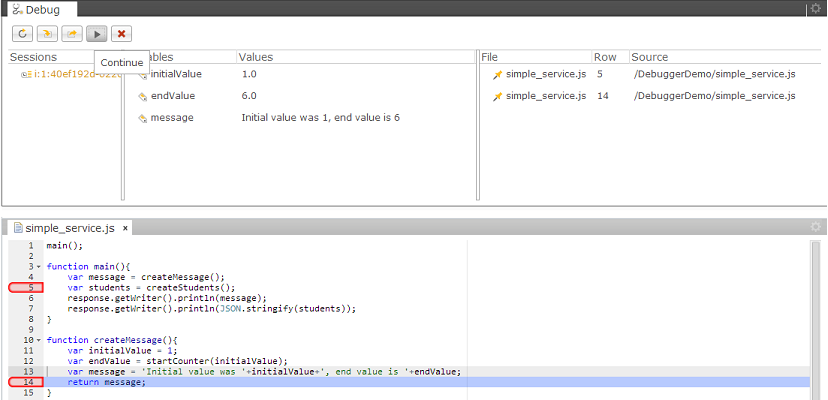 Debug
Sessions ables Values File Row Source
Continue
i:1:40ef192d- initialValue 1.0 simple_service.js 5 /DebuggerDemo/simple_service.js
endValue 6.0 simple_service.js 14 /DebuggerDemo/simple_service.js
message Initial value was 1, end value is 6
simple_service.js ×
1 main();
2
3 function main(){
4 var message = createMessage();
5 var students = createStudents();
6 response.getWriter().println(message);
7 response.getWriter().println(JSON.stringify(students));
8 }
9
10 function createMessage(){
11 var initialValue = 1;
12 var endValue = startCounter(initialValue);
13 var message = 'Initial value was '+initialValue+', end value is '+endValue;
14 return message;
15 }